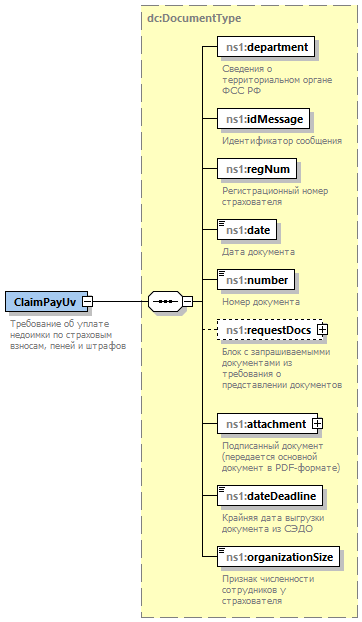 dc:DocumentType
ns1:department
Сведения о
территориальном органе
ФСС РФ
ns1:idMessage
Идентификатор сообщения
ns1:regNum
Регистрационный номер
страхователя
ns1:date
Дата документа
ClaimPayUv
Требование об уплате
недоимки по страховым
взносам, пеней и штрафов
ns1:number
Номер документа
ns1:requestDocs
Блок с запрашиваемымми
документами из
требования о
представлении документов
ns1:attachment
Подписанный документ
(передается основной
документ в PDF-формате)
ns1:dateDeadline
Крайняя дата выгрузки
документа из СЭДО
ns1:organizationSize
Признак численности
сотрудников у
страхователя